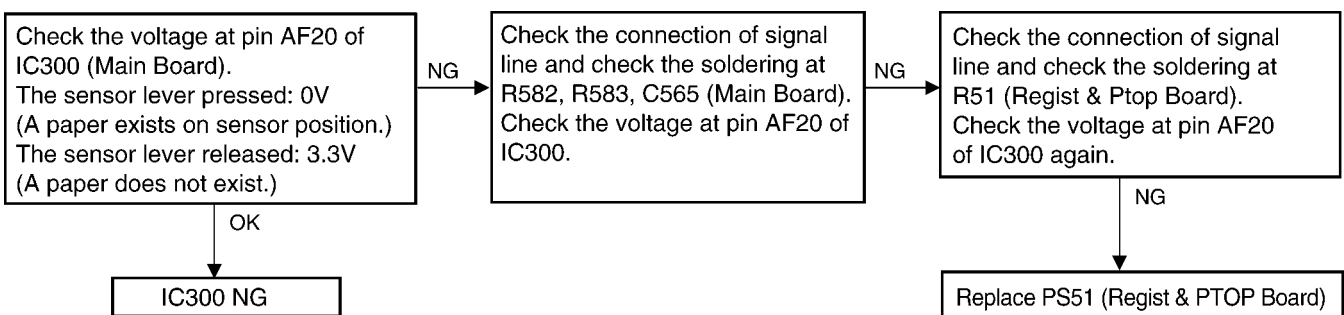 Check the voltage at pin AF20 of
IC300 (Main Board).
The sensor lever pressed: 0V
(A paper exists on sensor position.)
The sensor lever released: 3.3V
(A paper does not exist.)
NG
Check the connection of signal
line and check the soldering at
R582, R583, C565 (Main Board).
Check the voltage at pin AF20 of
IC300.
NG
Check the connection of signal
line and check the soldering at
R51 (Regist & Ptop Board).
Check the voltage at pin AF20
of IC300 again.
OK
NG
IC300 NG
Replace PS51 (Regist & PTOP Board)